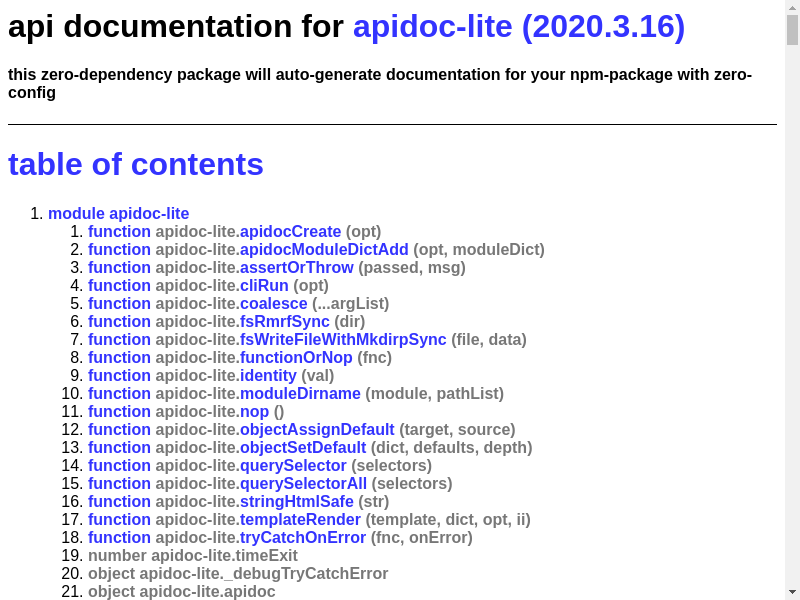 api documentation for apidoc-lite (2020.3.16)
this zero-dependency package will auto-generate documentation for your npm-package with zero-
config
table of contents
1. module apidoc-lite
1. function apidoc-lite.apidocCreate (opt)
2. function apidoc-lite.apidocModuleDictAdd (opt, moduleDict)
3. function apidoc-lite.assertOrThrow (passed, msg)
4. function apidoc-lite.cliRun (opt)
5. function apidoc-lite.coalesce (...argList)
6. function apidoc-lite.fsRmrfSync (dir)
7. function apidoc-lite.fsWriteFileWithMkdirpSync (file, data)
8. function apidoc-lite.functionOrNop (fnc)
9. function apidoc-lite.identity (val)
10. function apidoc-lite.moduleDirname (module, pathList)
11. function apidoc-lite.nop ()
12. function apidoc-lite.objectAssignDefault (target, source)
13. function apidoc-lite.objectSetDefault (dict, defaults, depth)
14. function apidoc-lite.querySelector (selectors)
15. function apidoc-lite.querySelectorAll (selectors)
16. function apidoc-lite.stringHtmlSafe (str)
17. function apidoc-lite.templateRender (template, dict, opt, ii)
18. function apidoc-lite.tryCatchOnError (fnc, onError)
19. number apidoc-lite.timeExit
20. object apidoc-lite._debugTryCatchError
21. object apidoc-lite.apidoc